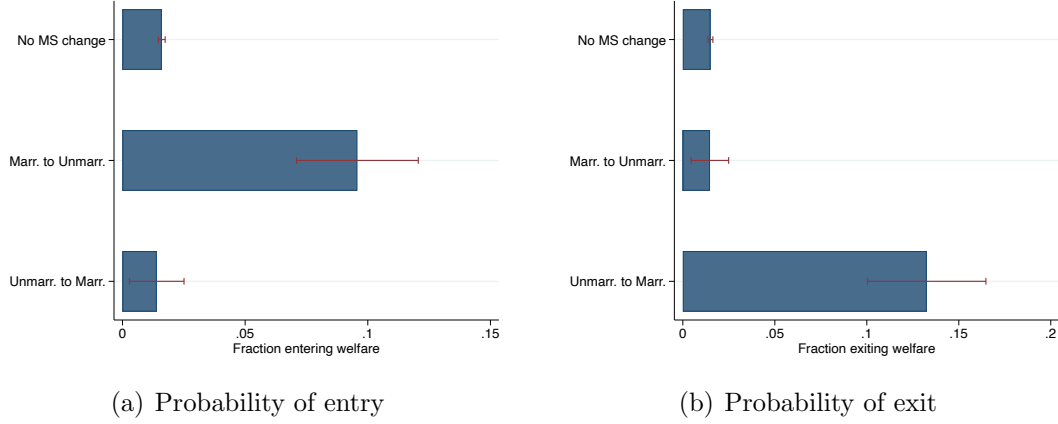 No MS change
Marr. to Unmarr.
Unmarr. to Marr.
0 .05 .1 .15
Fraction entering welfare
(a) Probability of entry
No MS change
Marr. to Unmarr.
Unmarr. to Marr.
0 .05 .1 .15 .2
Fraction exiting welfare
(b) Probability of exit